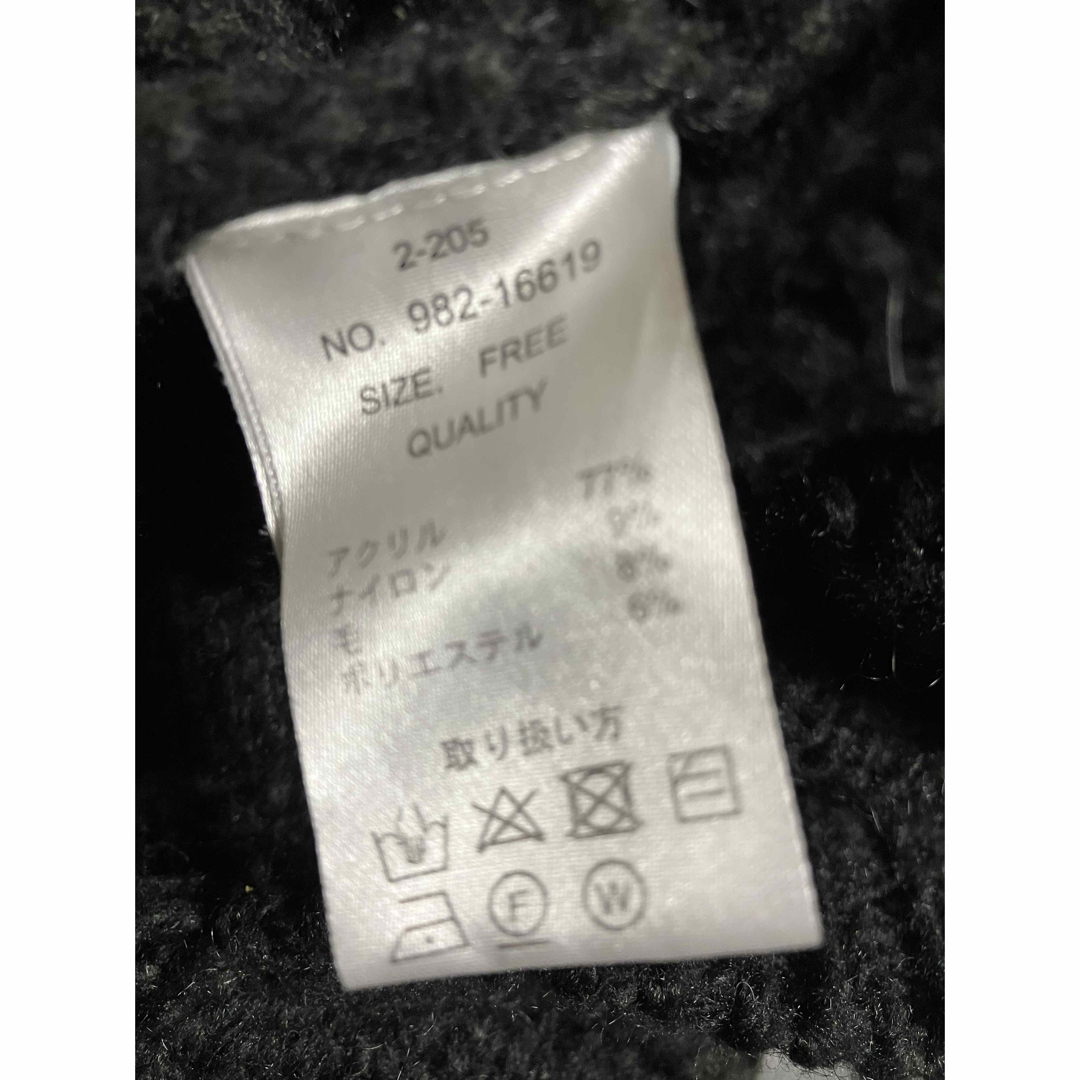 2-205
NO. 982-16619
SIZE. FREE
QUALITY
アクリル 77%
ナイロン 9%
モ 8%
ポリエステル 6%
取り扱い方
F W